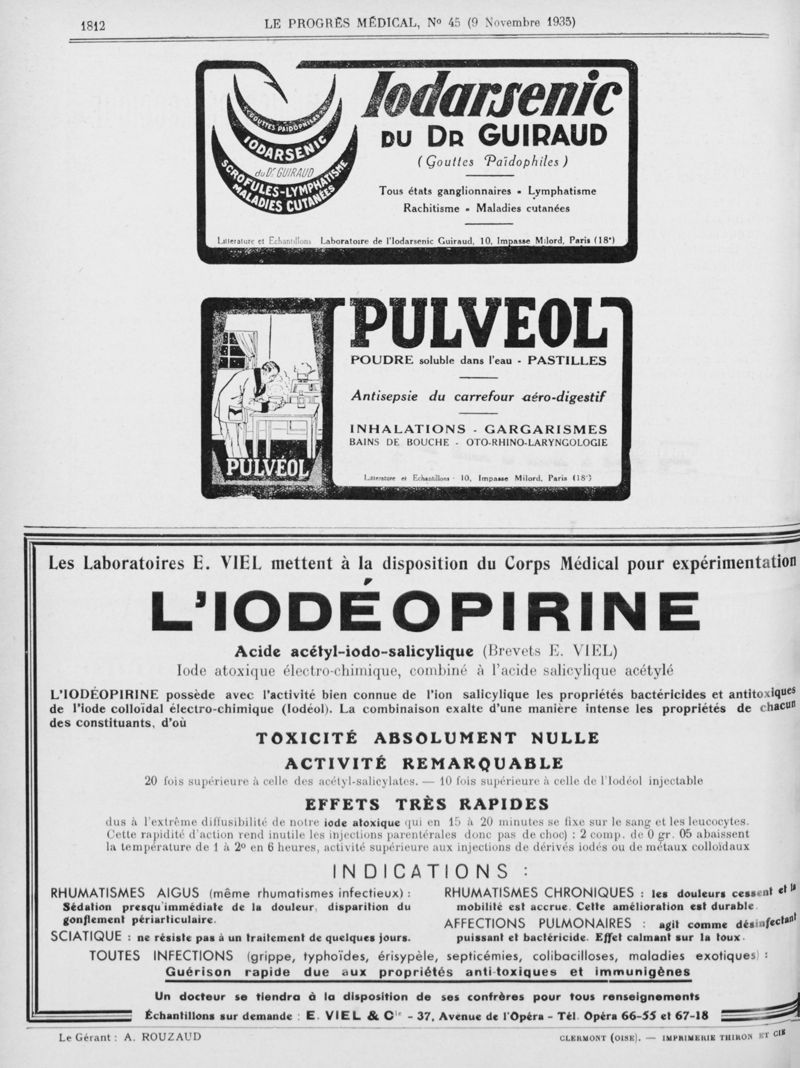 1812
LE PROGRÈS MÉDICAL, Nº 45 (9 Novembre 1935)
GOUTTES PAÏDOPHILES
IODARSENIC
du Dr GUIRAUD
SCROFULES-LYMPHATISME
MALADIES CUTANÉES
Iodarsenic
DU DR GUIRAUD
(Gouttes Païdophiles)
Tous états ganglionnaires - Lymphatisme
Rachitisme - Maladies cutanées
Littérature et Echantillons Laboratoire de l'Iodarsenic Guiraud, 10, Impasse Milord, Paris (18e)
PULVEOL
POUDRE soluble dans l'eau - PASTILLES
Antisepsie du carrefour aéro-digestif
INHALATIONS - GARGARISMES
BAINS DE BOUCHE - OTO-RHINO-LARYNGOLOGIE
PULVÉOL
Littérature et Echantillons - 10, Impasse Milord, Paris (18e)
Les Laboratoires E. VIEL mettent à la disposition du Corps Médical pour expérimentation
L'IODÉOPIRINE
Acide acétyl-iodo-salicylique (Brevets E. VIEL)
Iode atoxique électro-chimique, combiné à l'acide salicylique acétylé
L'IODÉOPIRINE possède avec l'activité bien connue de l'ion salicylique les propriétés bactéricides et antitoxiques
de l'iode colloïdal électro-chimique (Iodéol). La combinaison exalte d'une manière intense les propriétés de chacun
des constituants, d'où
TOXICITÉ ABSOLUMENT NULLE
ACTIVITÉ REMARQUABLE
20 fois supérieure à celle des acétyl-salicylates. — 10 fois supérieure à celle de l'Iodéol injectable
EFFETS TRÈS RAPIDES
dus à l'extrême diffusibilité de notre iode atoxique qui en 15 à 20 minutes se fixe sur le sang et les leucocytes.
Cette rapidité d'action rend inutile les injections parentérales donc pas de choc) : 2 comp. de 0 gr. 05 abaissent
la température de 1 à 2º en 6 heures, activité supérieure aux injections de dérivés iodés ou de métaux colloïdaux
INDICATIONS :
RHUMATISMES AIGUS (même rhumatismes infectieux) :
Sédation presqu'immédiate de la douleur, disparition du
gonflement périarticulaire.
SCIATIQUE : ne résiste pas à un traitement de quelques jours.
RHUMATISMES CHRONIQUES : les douleurs cessent et la
mobilité est accrue. Cette amélioration est durable.
AFFECTIONS PULMONAIRES : agit comme désinfectant
puissant et bactéricide. Effet calmant sur la toux.
TOUTES INFECTIONS (grippe, typhoïdes, érisypèle, septicémies, colibacilloses, maladies exotiques) :
Guérison rapide due aux propriétés anti-toxiques et immunigènes
Un docteur se tiendra à la disposition de ses confrères pour tous renseignements
Échantillons sur demande : E. VIEL & Cie - 37, Avenue de l'Opéra - Tél. Opéra 66-55 et 67-18
Le Gérant : A. ROUZAUD
CLERMONT (OISE). — IMPRIMERIE THIRON ET Cie